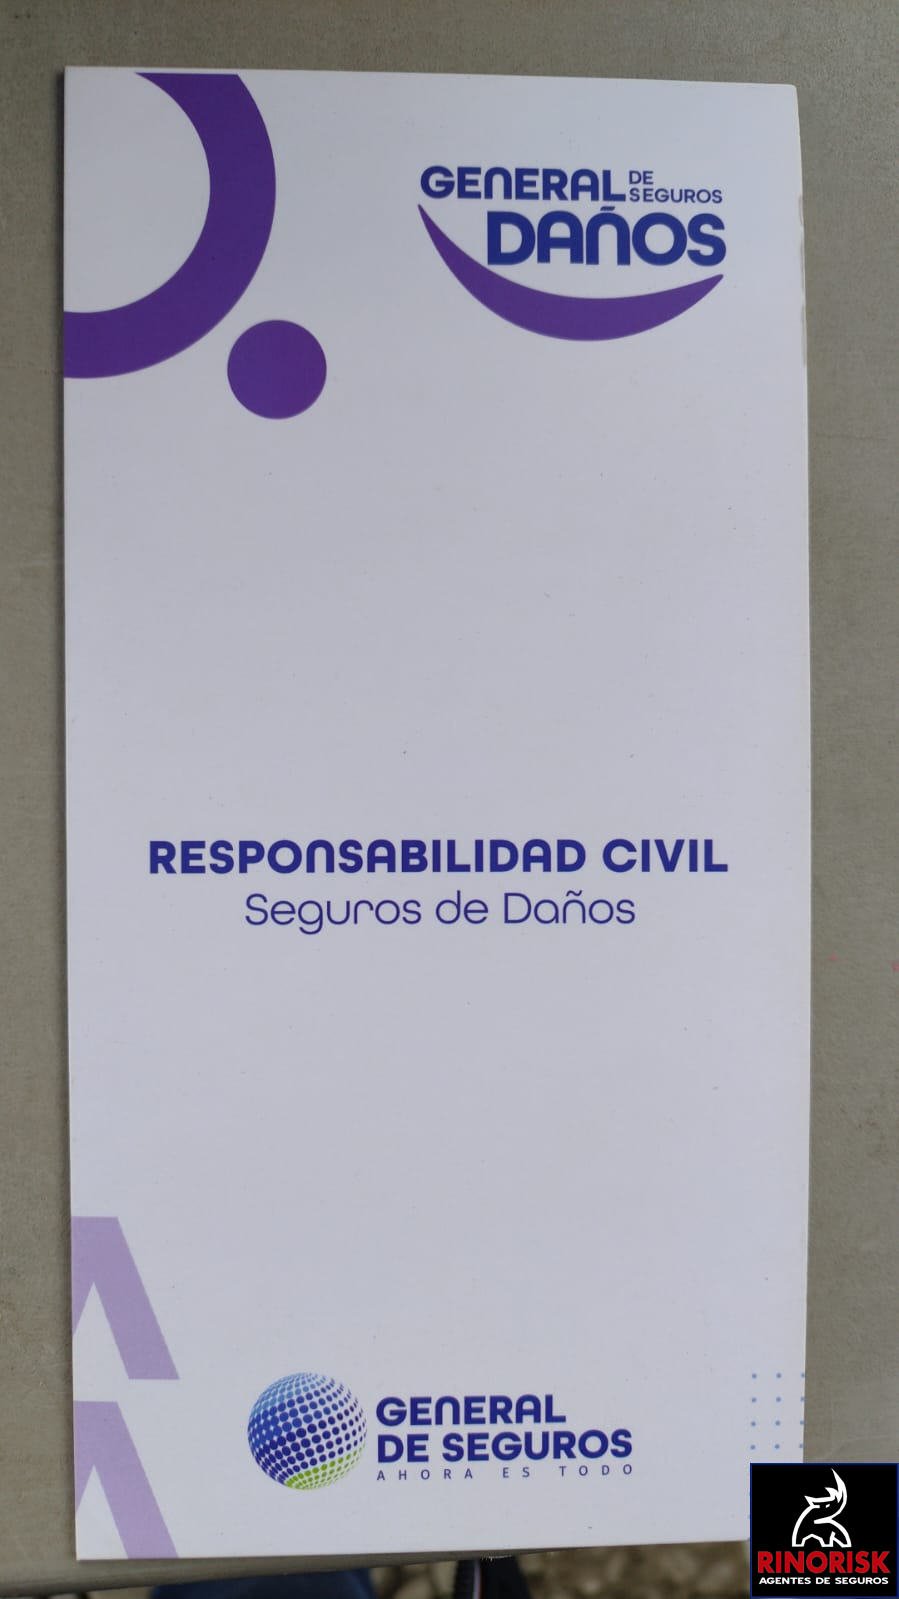 GENERAL DE SEGUROS
DAÑOS
RESPONSABILIDAD CIVIL
Seguros de Daños
GENERAL
DE SEGUROS
AHORA ES TODO
RINORISK
AGENTES DE SEGUROS